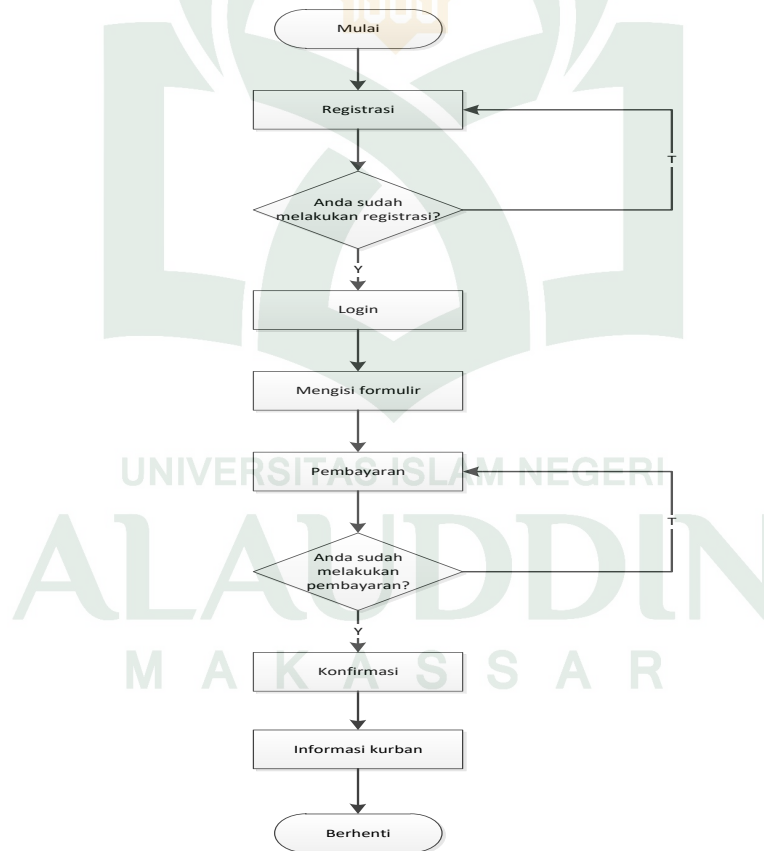 Mulai
Registrasi
T
Anda sudah
melakukan registrasi?
Y
Login
Mengisi formulir
UNIVERSITAS ISLAM NEGERI
Pembayaran
T
ALAUDDIN
Anda sudah
melakukan
pembayaran?
Y
MAKASSAR
Konfirmasi
Informasi kurban
Berhenti